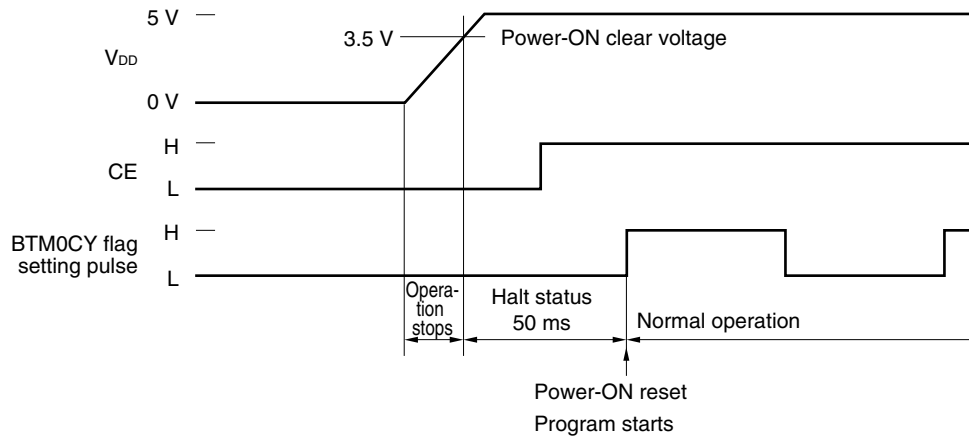 5 V
3.5 V
Power-ON clear voltage
VDD
0 V
H
CE
L
H
BTM0CY flag
setting pulse
L
Opera-
tion
stops
Halt status
50 ms
Normal operation
Power-ON reset
Program starts